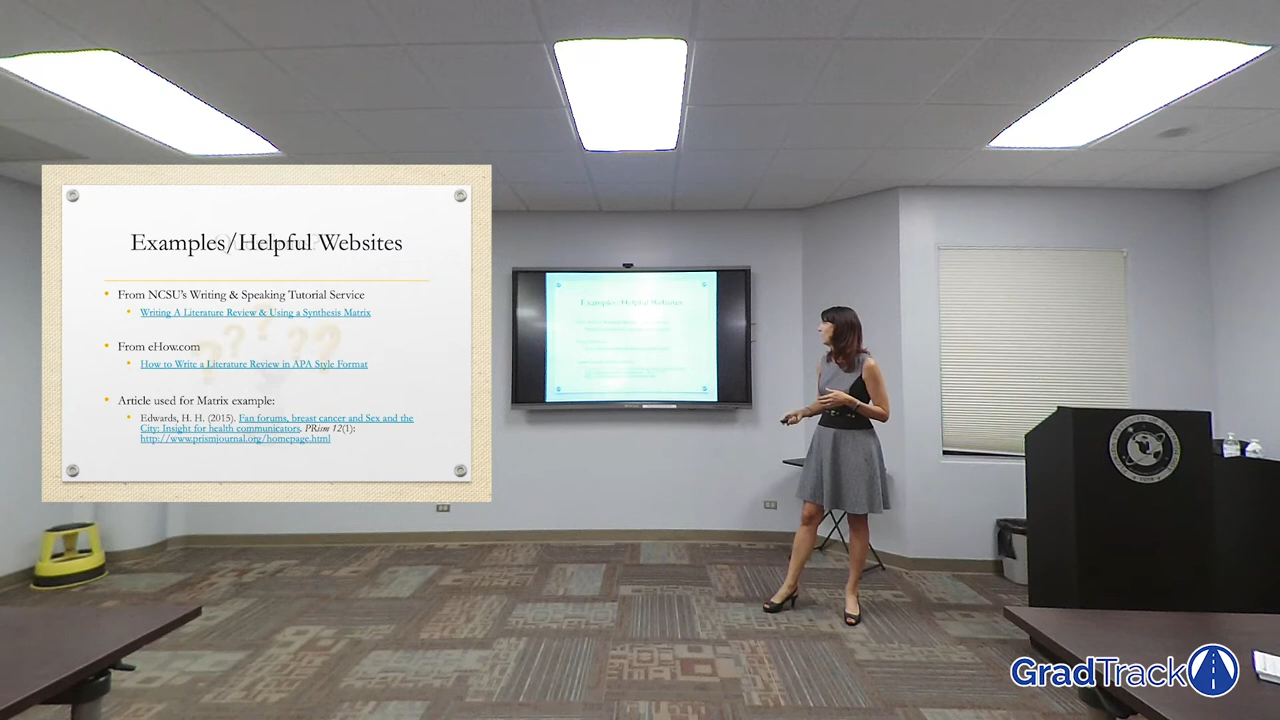 Examples/Helpful Websites
From NCSU's Writing & Speaking Tutorial Service
Writing A Literature Review & Using a Synthesis Matrix
From eHow.com
How to Write a Literature Review in APA Style Format
Article used for Matrix example:
Edwards, H. H. (2015). Fan forums, breast cancer and Sex and the
City: Insight for health communicators. PRism 12(1):
http://www.prismjournal.org/homepage.html
Examples/Helpful Websites
GradTrack